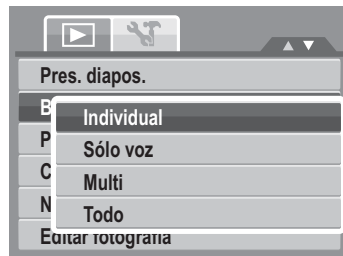 Pres. diapos.
B
Individual
P
Sólo voz
C
Multi
N
Todo
Editar fotografía